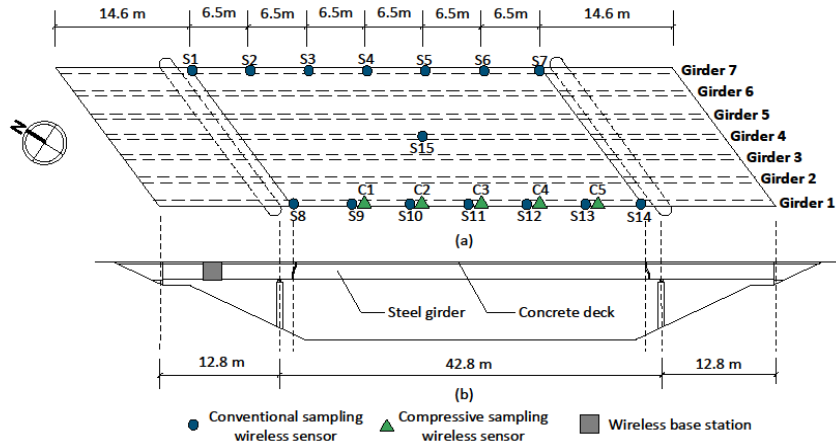 14.6 m 6.5m 6.5m 6.5m 6.5m 6.5m 6.5m 14.6 m
S1 S2 S3 S4 S5 S6 S7
Girder 7
Girder 6
Girder 5
N
Girder 4
S15
Girder 3
Girder 2
C1 C2 C3 C4 C5
Girder 1
S8 S9 S10 S11 S12 S13 S14
(a)
Steel girder Concrete deck
12.8 m 42.8 m 12.8 m
(b)
Conventional sampling Compressive sampling Wireless base station
wireless sensor wireless sensor